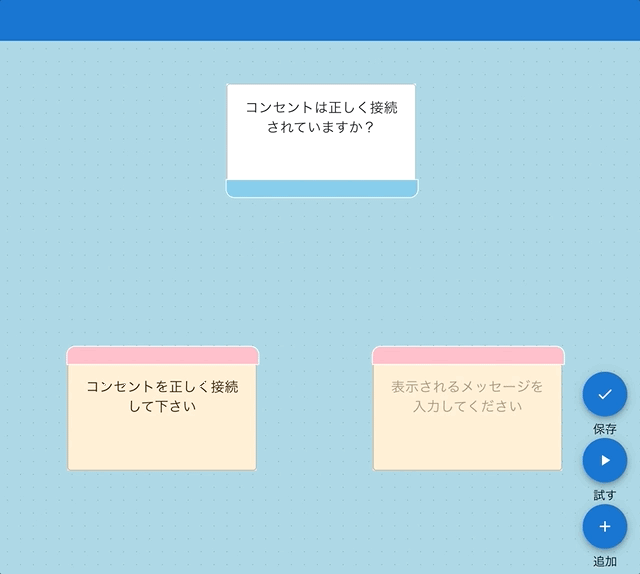 コンセントは正しく接続
されていますか？
コンセントを正しく接続
して下さい
表示されるメッセージを
入力してください
保存
試す
追加